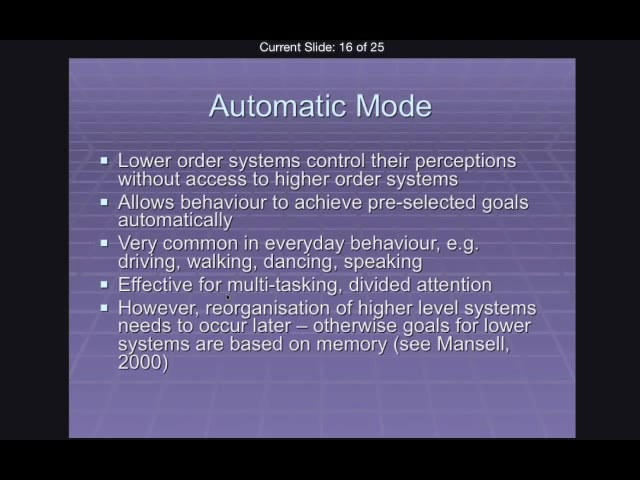 Current Slide: 16 of 25
Automatic Mode
Lower order systems control their perceptions
without access to higher order systems
Allows behaviour to achieve pre-selected goals
automatically
Very common in everyday behaviour, e.g.
driving, walking, dancing, speaking
Effective for multi-tasking, divided attention
However, reorganisation of higher level systems
needs to occur later – otherwise goals for lower
systems are based on memory (see Mansell,
2000)